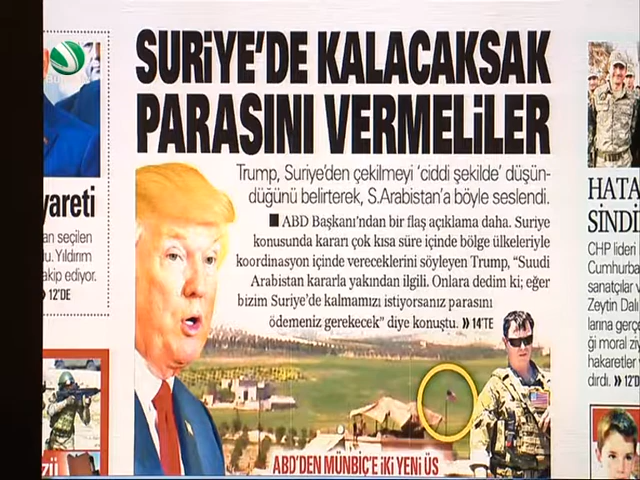 SURİYE'DE KALACAKSAK
PARASINI VERMELİLER
Trump, Suriye'den çekilmeyi 'ciddi şekilde' düşün-
düğünü belirterek, S.Arabistan'a böyle seslendi.
■ ABD Başkanı'ndan bir flaş açıklama daha. Suriye
konusunda kararı çok kısa süre içinde bölge ülkeleriyle
koordinasyon içinde vereceklerini söyleyen Trump, "Suudi
Arabistan kararla yakından ilgili. Onlara dedim ki; eğer
bizim Suriye'de kalmamızı istiyorsanız parasını
ödemeniz gerekecek" diye konuştu. » 14'TE
ABD'DEN MÜNBİÇ'E İKİ YENİ ÜS
yareti
an seçilen
u. Yıldırım
akip ediyor.
» 12'DE
HATA
SİNDİ
CHP lideri
Cumhurba
sanatçılar v
Zeytin Dalı
larına gerçe
ği moral ziy
hakaretler
dırdı. » 12'D